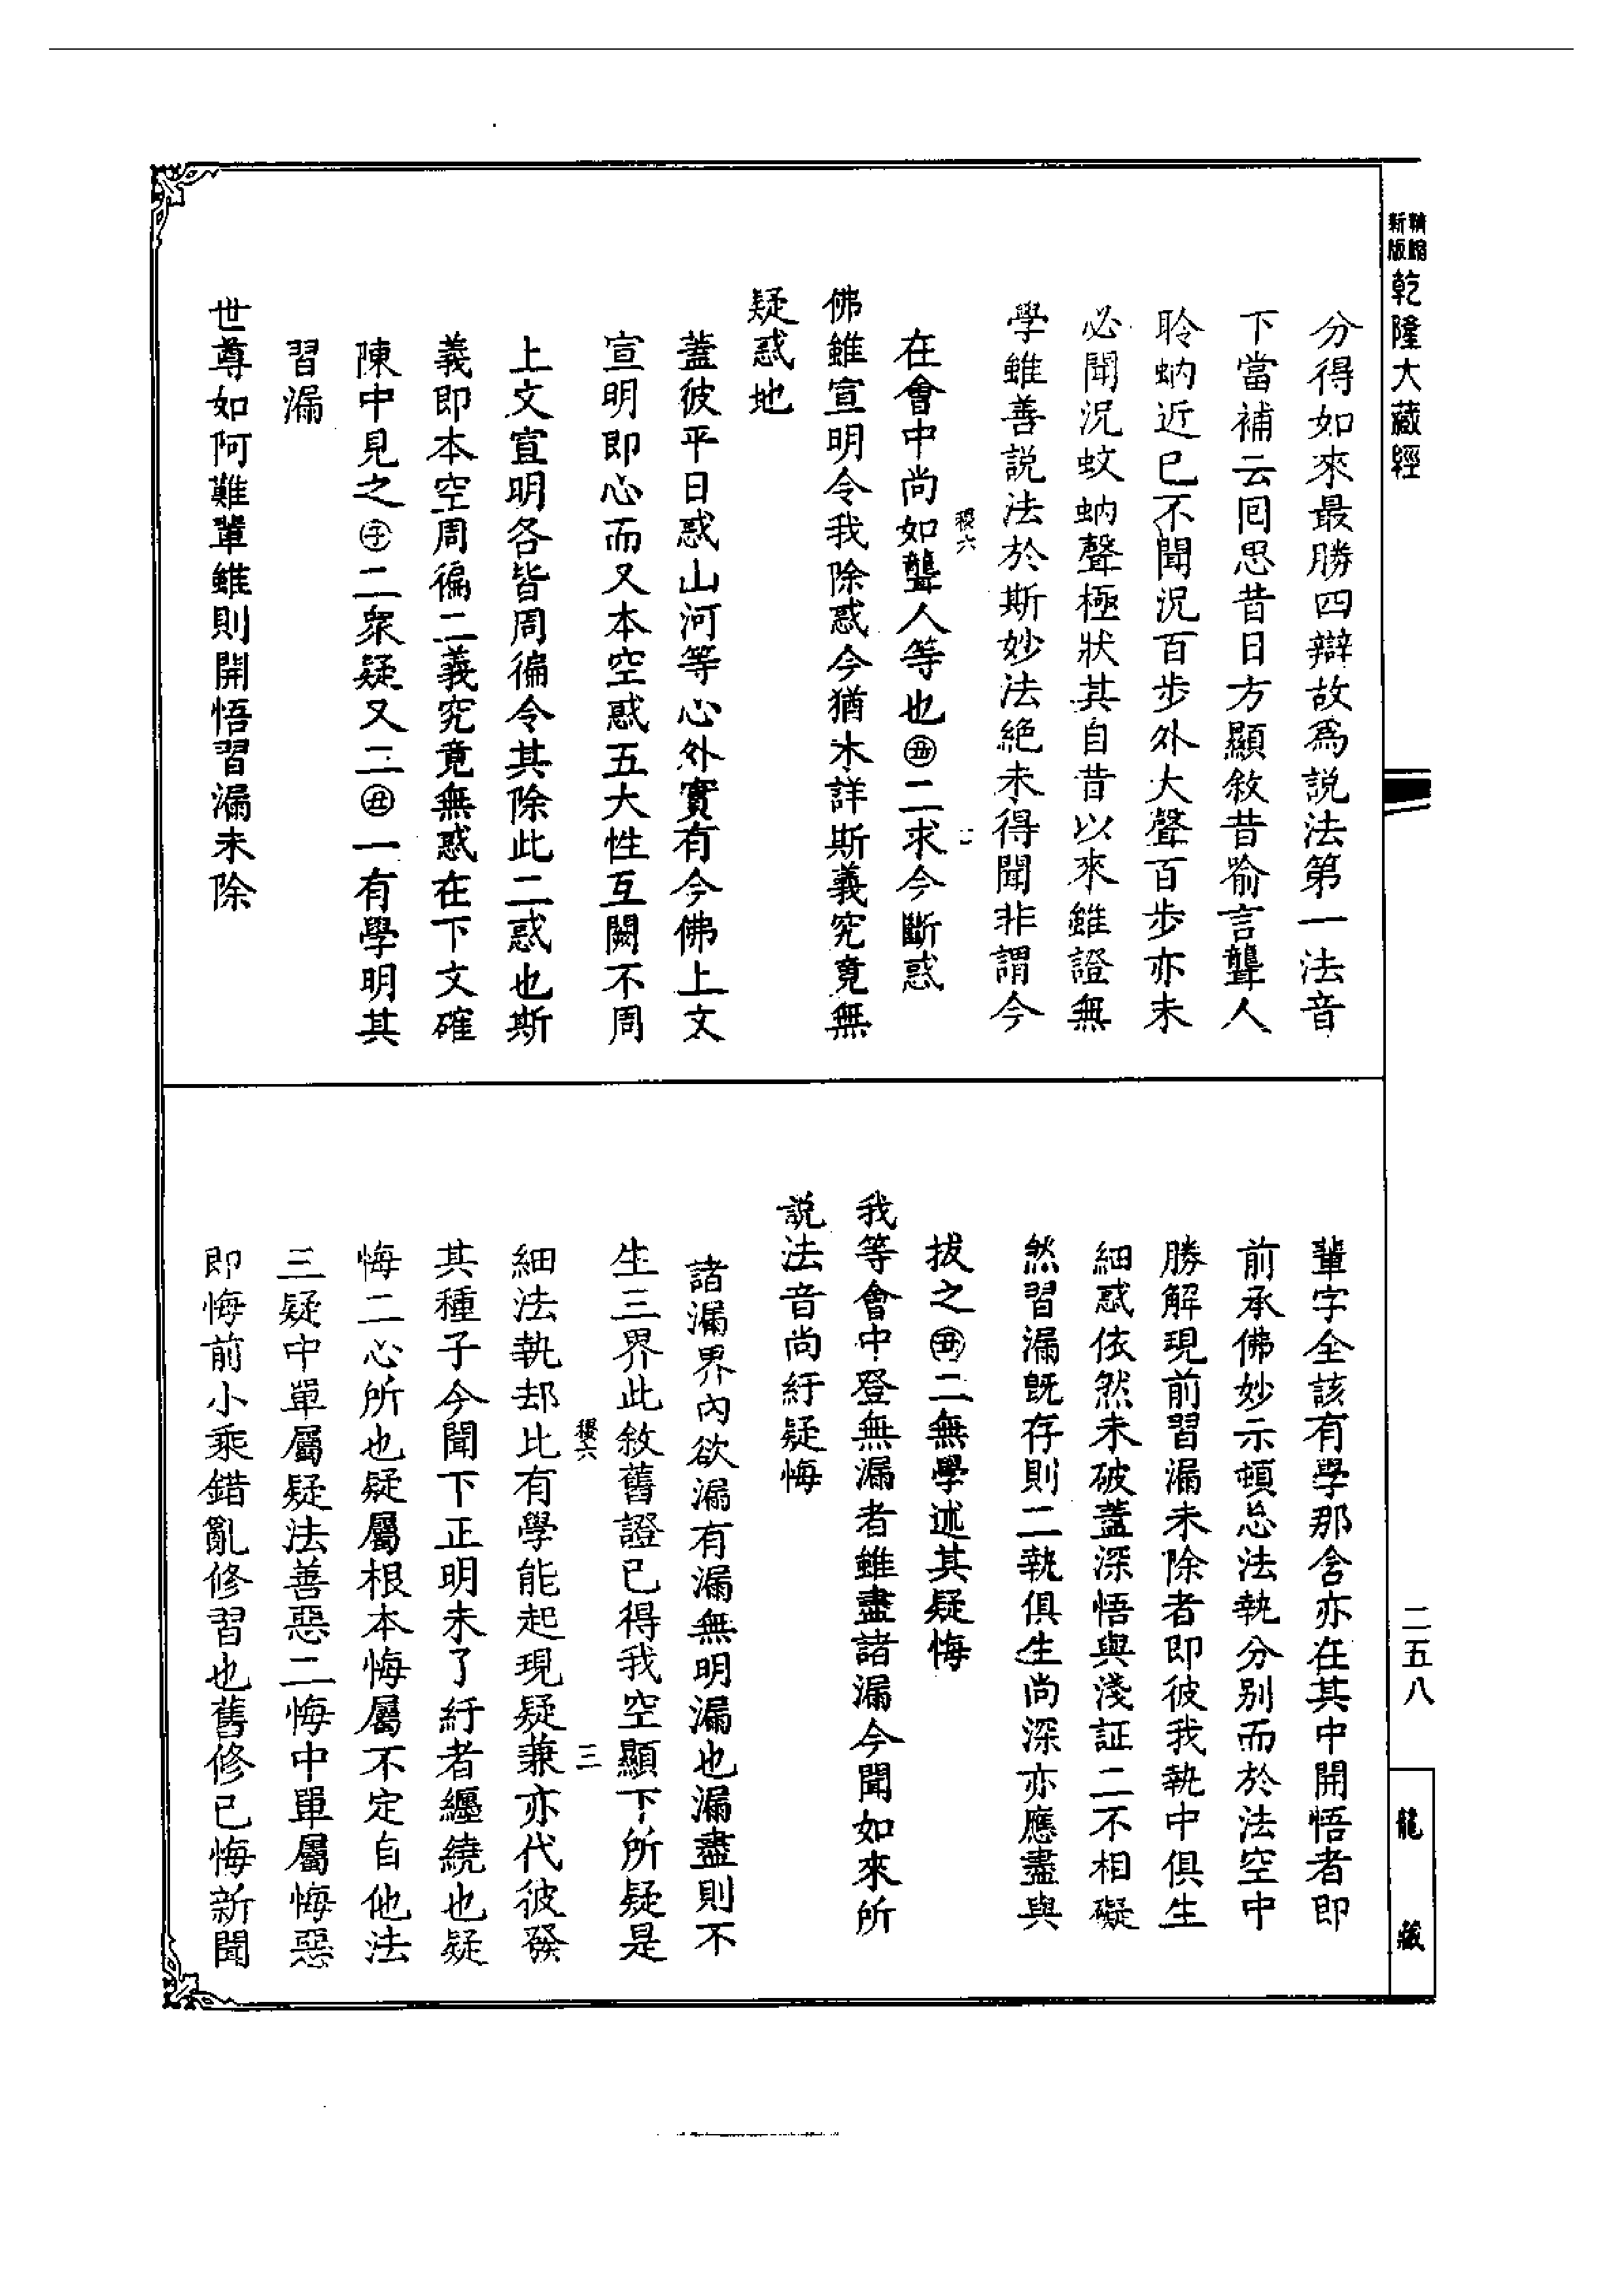 新版 精縮 乾隆大藏經
分得如來最勝四辯故爲説法第一法音
下當補云囘思昔日方顯敘昔喻言聾人
聆蚋近已不聞況百步外大聲百步亦未
必聞況蚊蚋聲極狀其自昔以來雖證無
學雖善説法於斯妙法絶未得聞非謂今
稷六 二
在會中尚如聾人等也㊄二求今斷惑
佛雖宣明令我除惑今猶未詳斯義究竟無
疑惑地
蓋彼平日惑山河等心外實有今佛上文
宣明即心而又本空惑五大性互闕不周
上文宣明各皆周徧令其除此二惑也斯
義即本空周徧二義究竟無惑在下文確
陳中見之㊉子二衆疑又二㊉丑一有學明其
習漏
世尊如阿難輩雖則開悟習漏未除
輩字全該有學那含亦在其中開悟者即
前承佛妙示頓忘法執分别而於法空中
勝解現前習漏未除者即彼我執中俱生
細惑依然未破蓋深悟與淺証二不相礙
然習漏旣存則二執俱生尚深亦應盡與
拔之㊉丑二無學述其疑悔
我等會中登無漏者雖盡諸漏今聞如來所
説法音尚紆疑悔
諸漏界內欲漏有漏無明漏也漏盡則不
生三界此敘舊證已得我空顯下所疑是
稷六 三
細法執却比有學能起現疑兼亦代彼發
其種子今聞下正明未了紆者纏繞也疑
悔二心所也疑屬根本悔屬不定自他法
三疑中單屬疑法善惡二悔中單屬悔惡
即悔前小乘錯亂修習也舊修已悔新聞
二五八
龍藏